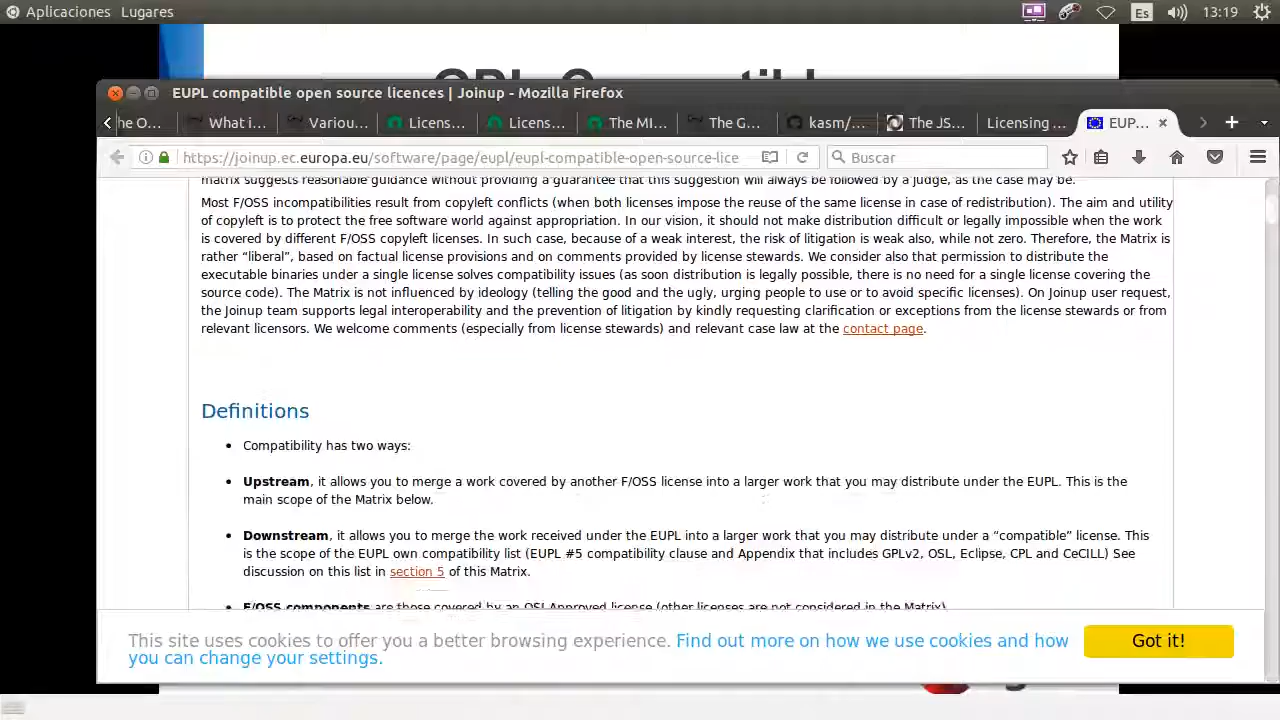 Aplicaciones Lugares
Es 13:19
EUPL compatible open source licences | Joinup - Mozilla Firefox
he O... What i... Variou... Licens... Licens... The MI... The G... kasm/... The JS... Licensing ... EUP...
https://joinup.ec.europa.eu/software/page/eupl/eupl-compatible-open-source-lice
Buscar
matrix suggests reasonable guidance without providing a guarantee that this suggestion will always be followed by a judge, as the case may be.
Most F/OSS incompatibilities result from copyleft conflicts (when both licenses impose the reuse of the same license in case of redistribution). The aim and utility
of copyleft is to protect the free software world against appropriation. In our vision, it should not make distribution difficult or legally impossible when the work
is covered by different F/OSS copyleft licenses. In such case, because of a weak interest, the risk of litigation is weak also, while not zero. Therefore, the Matrix is
rather “liberal”, based on factual license provisions and on comments provided by license stewards. We consider also that permission to distribute the
executable binaries under a single license solves compatibility issues (as soon distribution is legally possible, there is no need for a single license covering the
source code). The Matrix is not influenced by ideology (telling the good and the ugly, urging people to use or to avoid specific licenses). On Joinup user request,
the Joinup team supports legal interoperability and the prevention of litigation by kindly requesting clarification or exceptions from the license stewards or from
relevant licensors. We welcome comments (especially from license stewards) and relevant case law at the contact page.
Definitions
• Compatibility has two ways:
• Upstream, it allows you to merge a work covered by another F/OSS license into a larger work that you may distribute under the EUPL. This is the
main scope of the Matrix below.
• Downstream, it allows you to merge the work received under the EUPL into a larger work that you may distribute under a “compatible” license. This
is the scope of the EUPL own compatibility list (EUPL #5 compatibility clause and Appendix that includes GPLv2, OSL, Eclipse, CPL and CeCILL) See
discussion on this list in section 5 of this Matrix.
• F/OSS components are those covered by an OSI Approved license (other licenses are not considered in the Matrix)
This site uses cookies to offer you a better browsing experience. Find out more on how we use cookies and how
you can change your settings.
Got it!